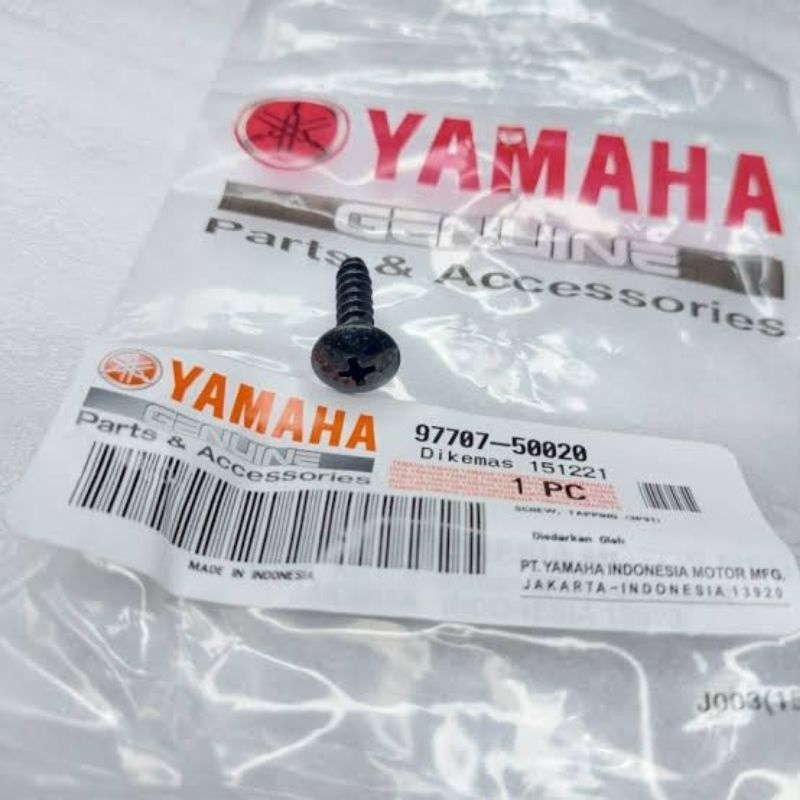 YAMAHA
GENUINE
Parts & Accessories
YAMAHA
GENUINE
Parts & Accessories
MADE IN INDONESIA
97707-50020
Dikemas 151221
1 PC
SCREW, TAPPING (3P91)
Diedarkan Oleh
PT. YAMAHA INDONESIA MOTOR MFG.
JAKARTA-INDONESIA 13920